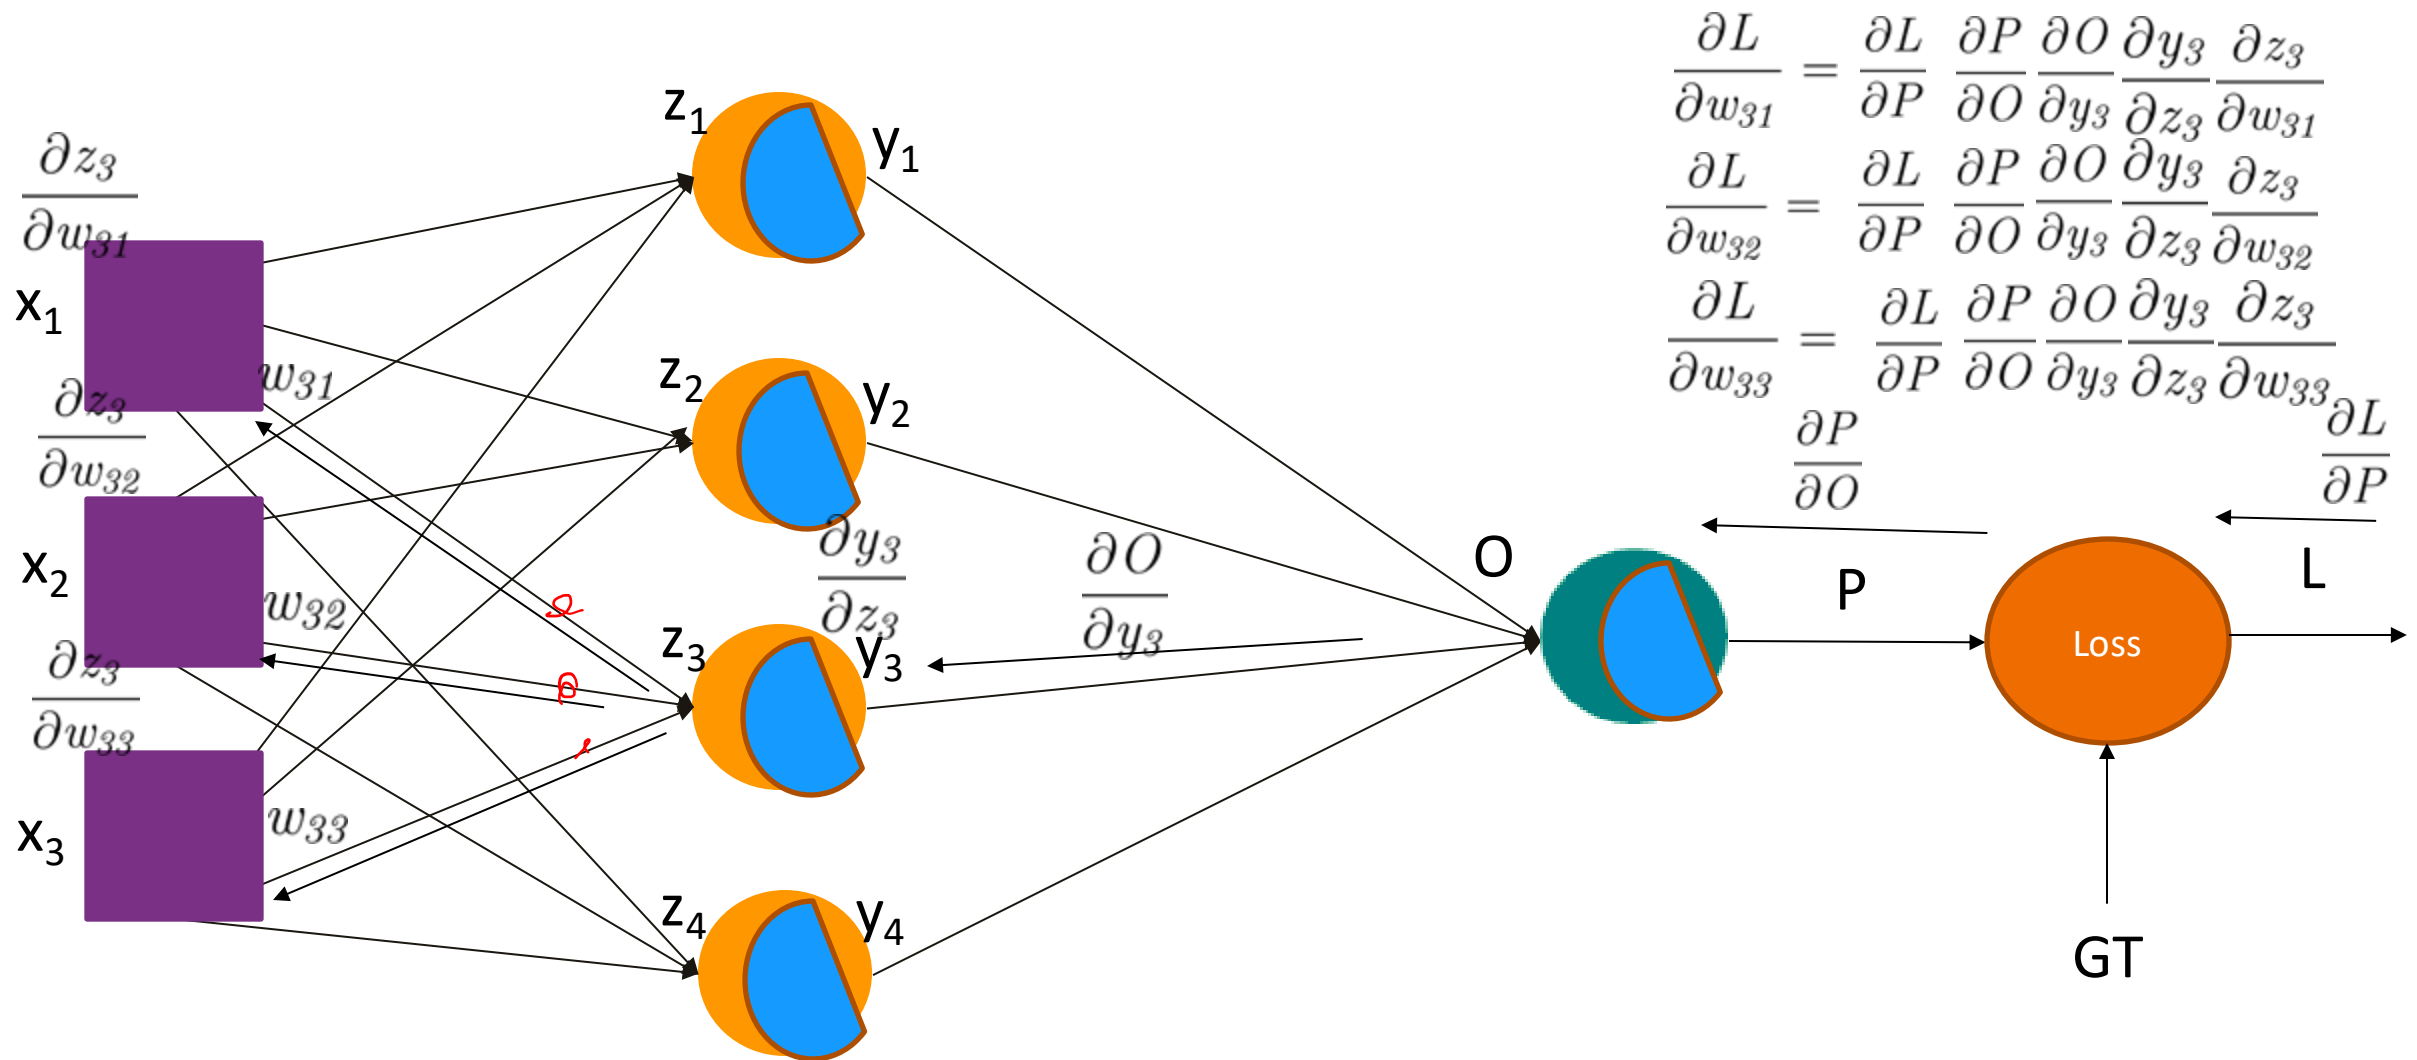 ∂L/∂w₃₁ = ∂L/∂P ∂P/∂O ∂O/∂y₃ ∂y₃/∂z₃ ∂z₃/∂w₃₁
∂L/∂w₃₂ = ∂L/∂P ∂P/∂O ∂O/∂y₃ ∂y₃/∂z₃ ∂z₃/∂w₃₂
∂L/∂w₃₃ = ∂L/∂P ∂P/∂O ∂O/∂y₃ ∂y₃/∂z₃ ∂z₃/∂w₃₃
∂z₃/∂w₃₁
x₁
w₃₁
∂z₃/∂w₃₂
x₂
w₃₂
∂z₃/∂w₃₃
x₃
w₃₃
z₁
y₁
z₂
y₂
∂y₃/∂z₃
z₃
y₃
z₄
y₄
∂O/∂y₃
O
∂P/∂O
P
∂L/∂P
L
Loss
GT